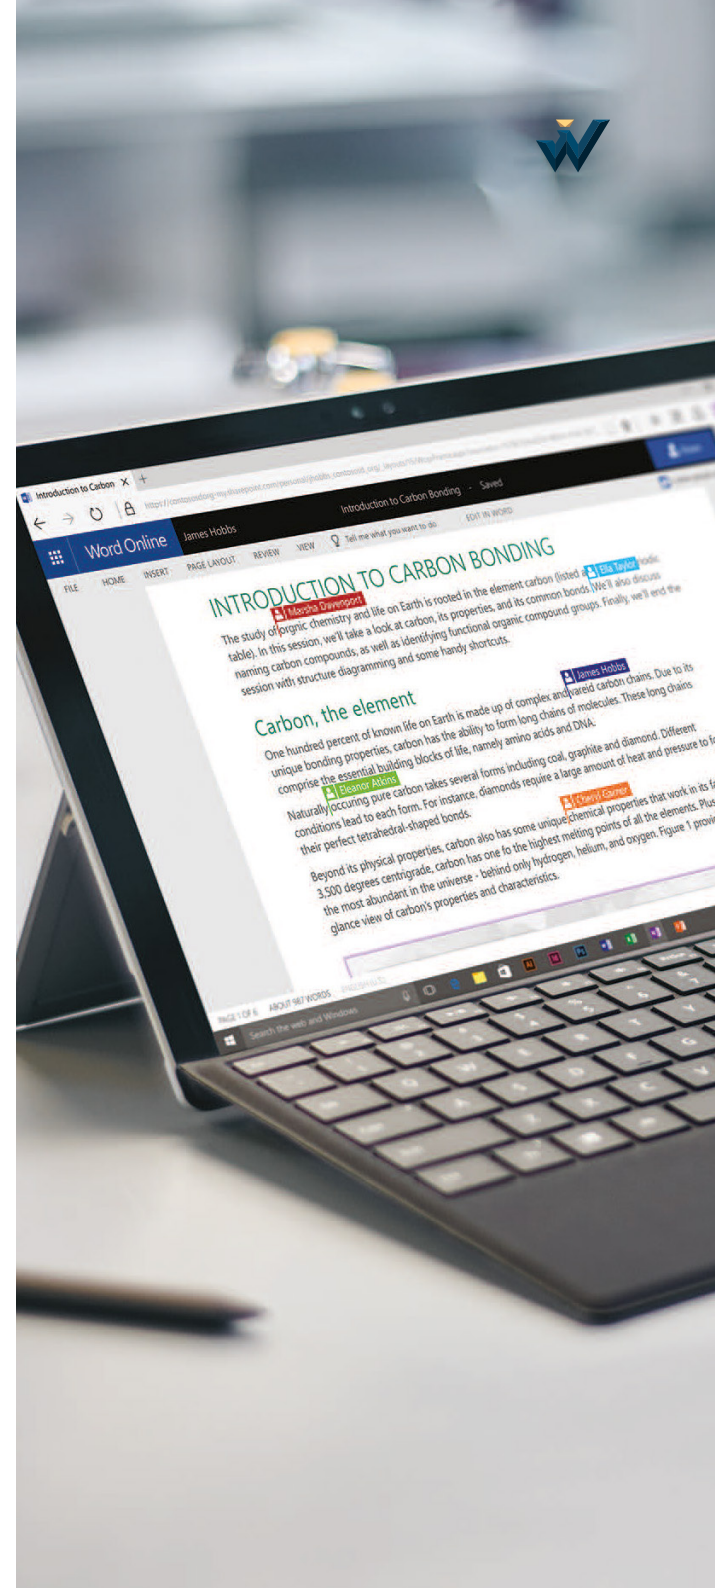 Introduction to Carbon
Word Online
James Hobbs
Introduction to Carbon Bonding - Saved
FILE HOME INSERT PAGE LAYOUT REVIEW VIEW Tell me what you want to do EDIT IN WORD
INTRODUCTION TO CARBON BONDING
Marsha Davenport
Ella Taylor
The study of orgnic chemistry and life on Earth is rooted in the element carbon (listed
table). In this session, we'll take a look at carbon, its properties, and its common bonds. We'll also discuss
naming carbon compounds, as well as identifying functional organic compound groups. Finally, we'll end the
session with structure diagramming and some handy shortcuts.
Carbon, the element
James Hobbs
One hundred percent of known life on Earth is made up of complex and vareid carbon chains. Due to its
unique bonding properties, carbon has the ability to form long chains of molecules. These long chains
comprise the essential building blocks of life, namely amino acids and DNA.
Eleanor Atkins
Naturally occuring pure carbon takes several forms including coal, graphite and diamond. Different
conditions lead to each form. For instance, diamonds require a large amount of heat and pressure to
their perfect tetrahedral-shaped bonds.
Cheryl Garner
Beyond its physical properties, carbon also has some unique chemical properties that work in its
3,500 degrees centrigrade, carbon has one fo the highest melting points of all the elements. Plus
the most abundant in the universe - behind only hydrogen, helium, and oxygen. Figure 1
glance view of carbon's properties and characteristics.
PAGE 1 OF 6 ABOUT 967 WORDS
Search the web and Windows